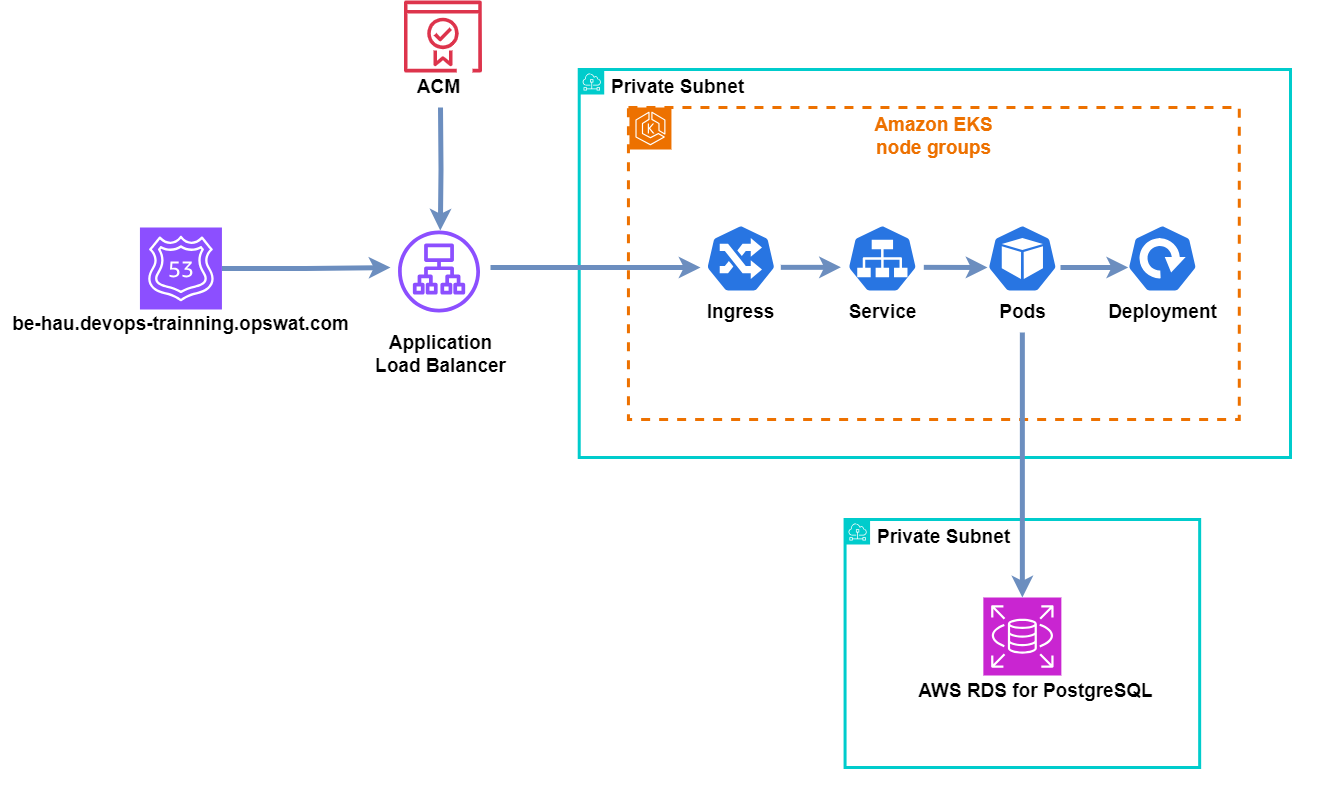 ACM
Private Subnet
Amazon EKS
node groups
K
53
be-hau.devops-trainning.opswat.com
Application
Load Balancer
Ingress
Service
Pods
Deployment
Private Subnet
AWS RDS for PostgreSQL